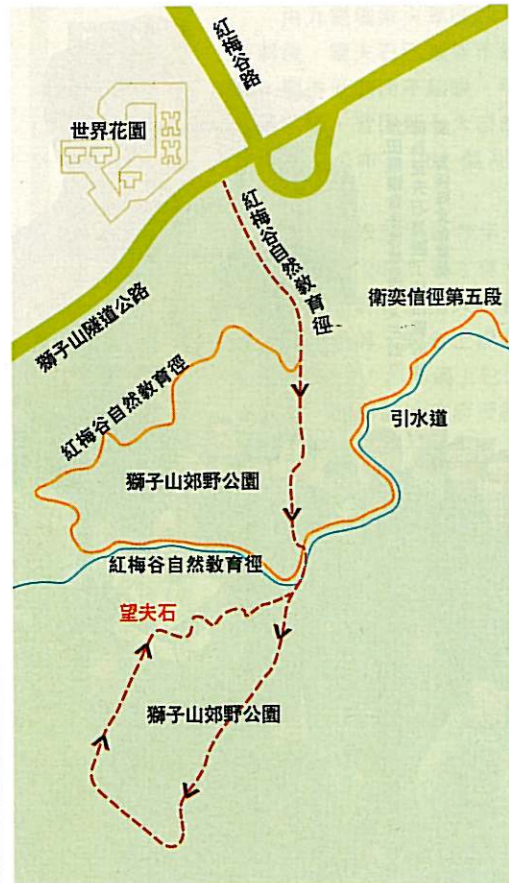 紅梅谷路
世界花園
紅梅谷自然教育徑
衛奕信徑第五段
獅子山隧道公路
引水道
紅梅谷自然教育徑
獅子山郊野公園
紅梅谷自然教育徑
望夫石
獅子山郊野公園